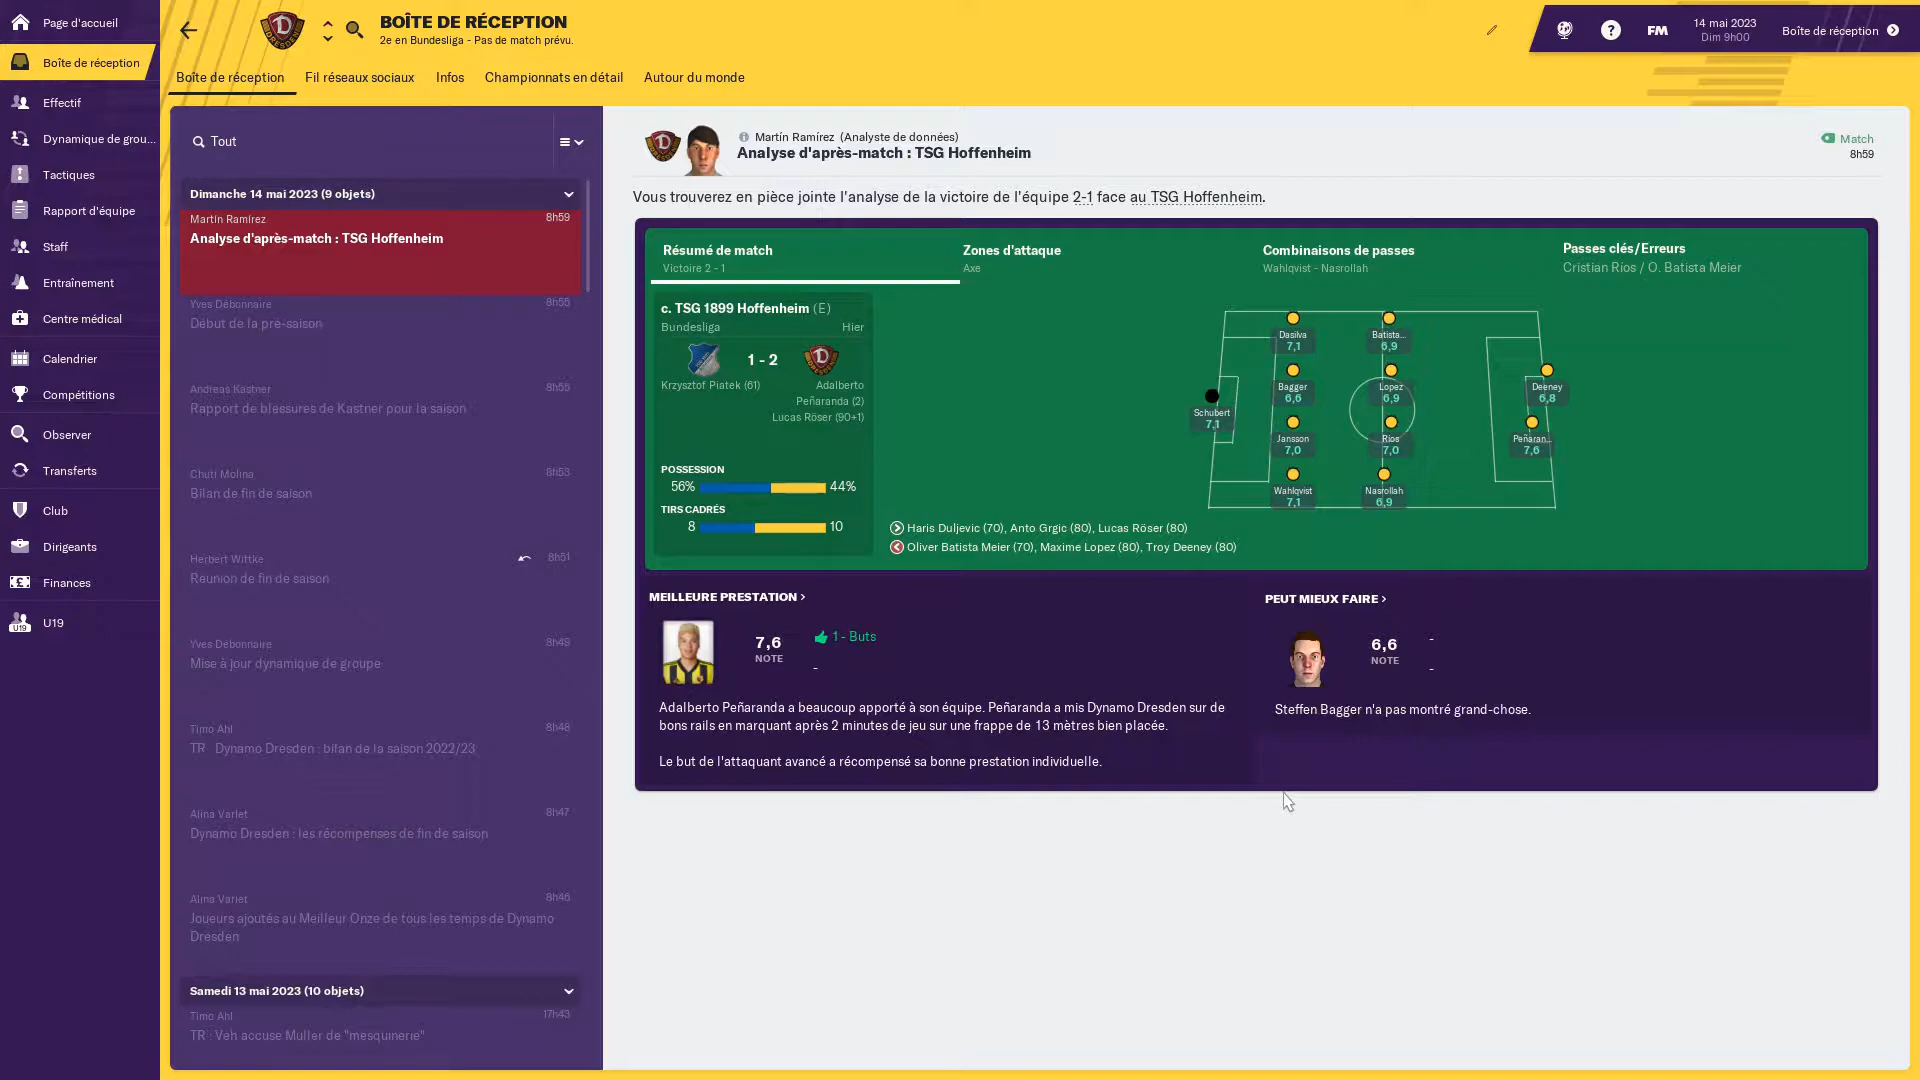 Page d'accueil
Boîte de réception
Effectif
Dynamique de grou...
Tactiques
Rapport d'équipe
Staff
Entraînement
Centre médical
Calendrier
Compétitions
Observer
Transferts
Club
Dirigeants
Finances
U19
U19
BOÎTE DE RÉCEPTION
2e en Bundesliga - Pas de match prévu.
FM
14 mai 2023
Dim 9h00
Boîte de réception
Boîte de réception
Fil réseaux sociaux
Infos
Championnats en détail
Autour du monde
Tout
Dimanche 14 mai 2023 (9 objets)
Martín Ramírez 8h59
Analyse d'après-match : TSG Hoffenheim
Yves Débonnaire 8h55
Début de la pré-saison
Andreas Kastner 8h55
Rapport de blessures de Kastner pour la saison
Chuti Molina 8h53
Bilan de fin de saison
Herbert Wittke 8h51
Réunion de fin de saison
Yves Débonnaire 8h49
Mise à jour dynamique de groupe
Timo Ahl 8h48
TR : Dynamo Dresden : bilan de la saison 2022/23
Alina Varlet 8h47
Dynamo Dresden : les récompenses de fin de saison
Alina Varlet 8h46
Joueurs ajoutés au Meilleur Onze de tous les temps de Dynamo
Dresden
Samedi 13 mai 2023 (10 objets)
Timo Ahl 17h43
TR : Veh accuse Müller de "mesquinerie"
Martín Ramírez (Analyste de données)
Analyse d'après-match : TSG Hoffenheim
Match
8h59
Vous trouverez en pièce jointe l'analyse de la victoire de l'équipe 2-1 face au TSG Hoffenheim.
Résumé de match
Victoire 2 - 1
Zones d'attaque
Axe
Combinaisons de passes
Wahlqvist - Nasrollah
Passes clés/Erreurs
Cristian Ríos / O. Batista Meier
c. TSG 1899 Hoffenheim (E)
Bundesliga Hier
1 - 2
Krzysztof Piatek (61)
Adalberto
Peñaranda (2)
Lucas Röser (90+1)
POSSESSION
56% 44%
TIRS CADRÉS
8 10
Dasilva
7,1
Batista...
6,9
Bagger
6,6
Lopez
6,9
Deeney
6,8
Schubert
7,1
Jansson
7,0
Ríos
7,0
Peñaran...
7,6
Wahlqvist
7,1
Nasrollah
6,9
Haris Duljevic (70), Anto Grgic (80), Lucas Röser (80)
Oliver Batista Meier (70), Maxime Lopez (80), Troy Deeney (80)
MEILLEURE PRESTATION >
7,6
NOTE
1 - Buts
-
Adalberto Peñaranda a beaucoup apporté à son équipe. Peñaranda a mis Dynamo Dresden sur de
bons rails en marquant après 2 minutes de jeu sur une frappe de 13 mètres bien placée.
Le but de l'attaquant avancé a récompensé sa bonne prestation individuelle.
PEUT MIEUX FAIRE >
6,6
NOTE
-
-
Steffen Bagger n'a pas montré grand-chose.